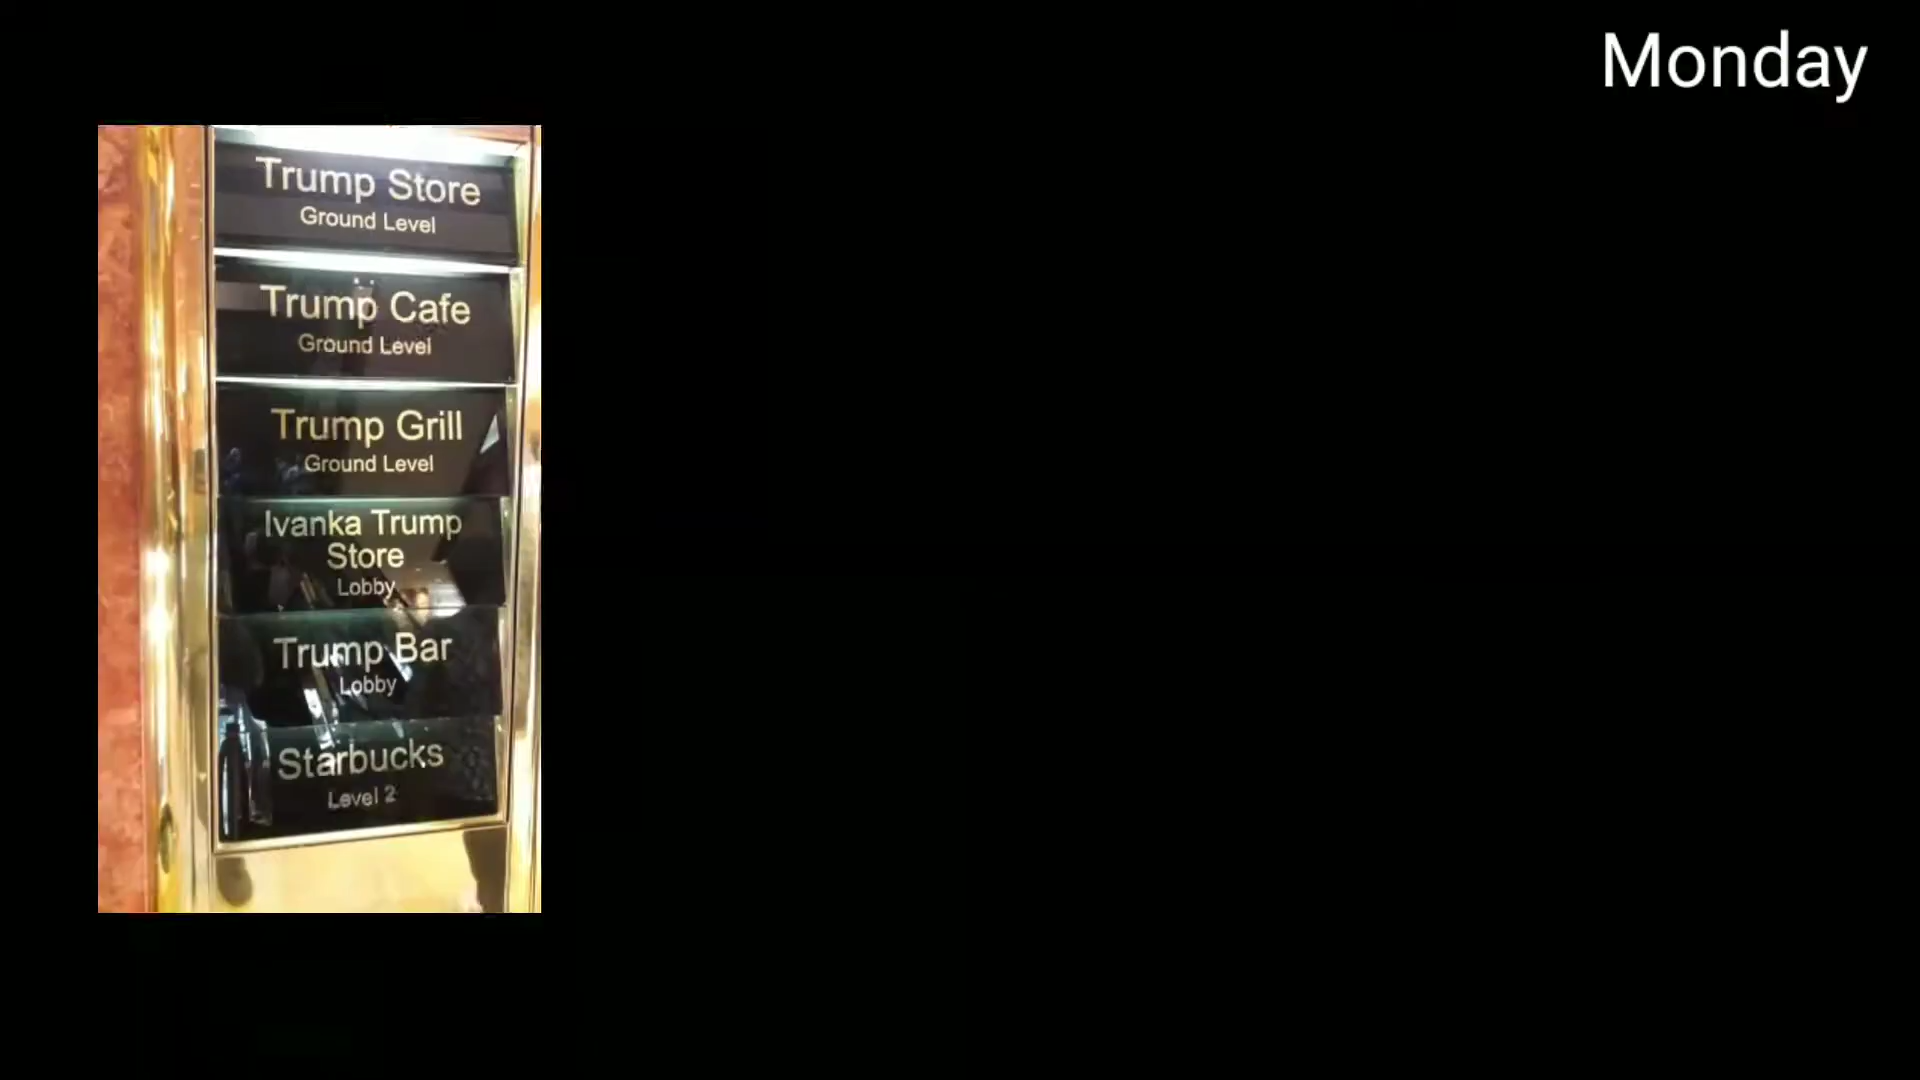 Monday
Trump Store
Ground Level
Trump Cafe
Ground Level
Trump Grill
Ground Level
Ivanka Trump
Store
Lobby
Trump Bar
Lobby
Starbucks
Level 2